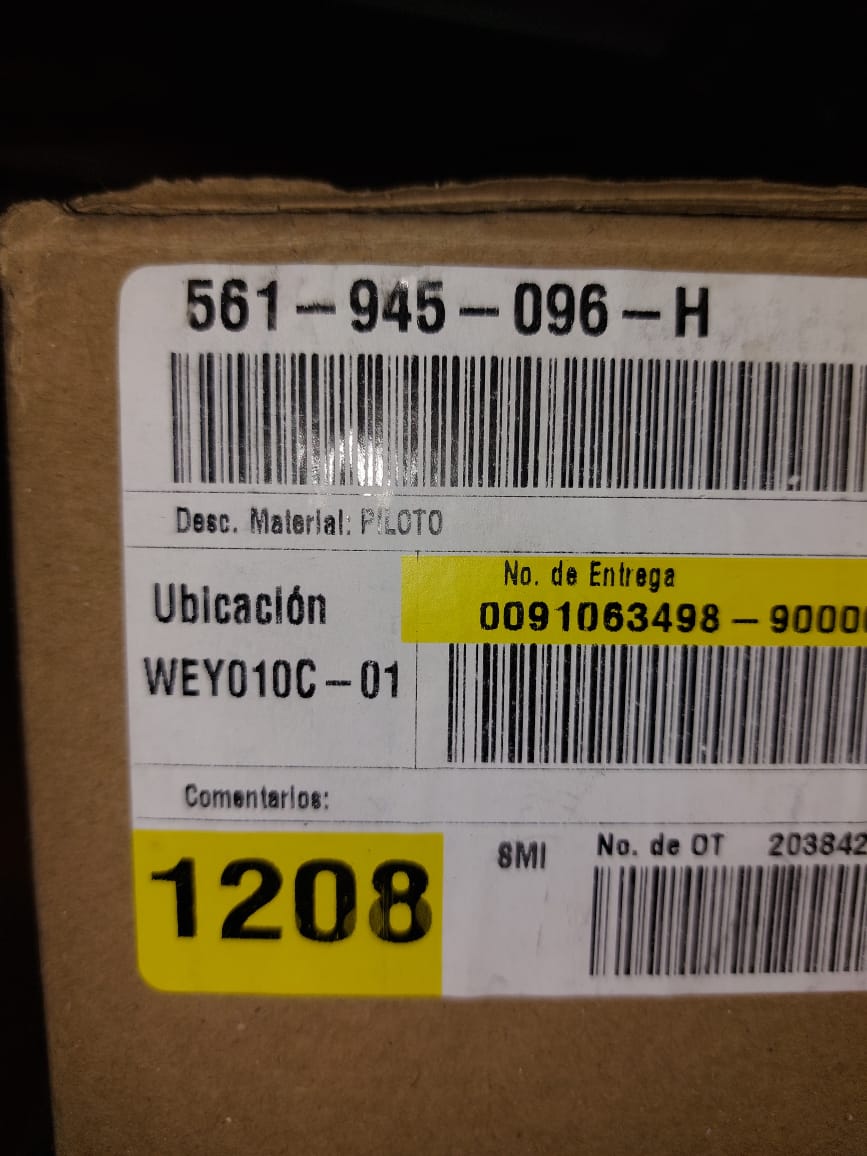 561-945-096-H
Desc. Material: PILOTO
No. de Entrega
Ubicación
0091063498-9000
WEY010C-01
Comentarios:
SMI No. de OT 203842
1208